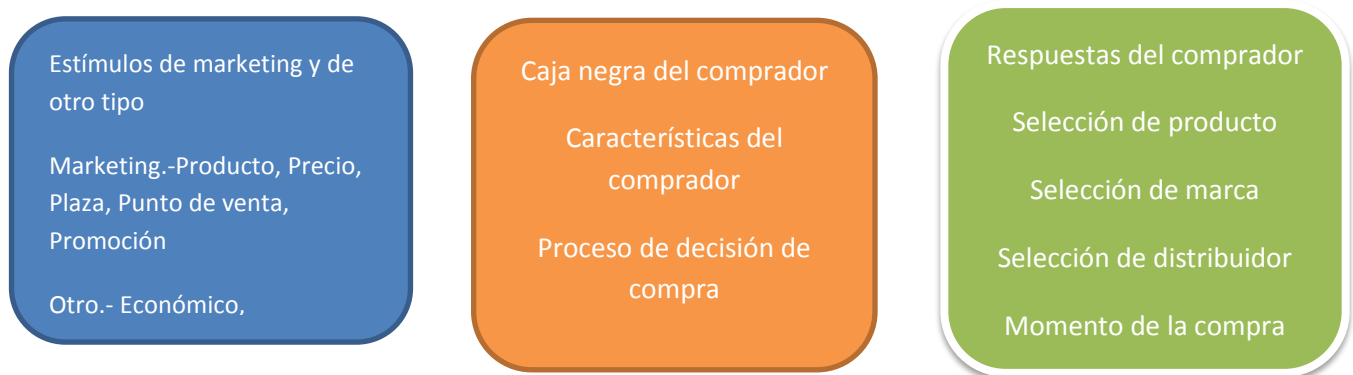 Estímulos de marketing y de
otro tipo
Marketing.-Producto, Precio,
Plaza, Punto de venta,
Promoción
Otro.- Económico,
Caja negra del comprador
Características del
comprador
Proceso de decisión de
compra
Respuestas del comprador
Selección de producto
Selección de marca
Selección de distribuidor
Momento de la compra